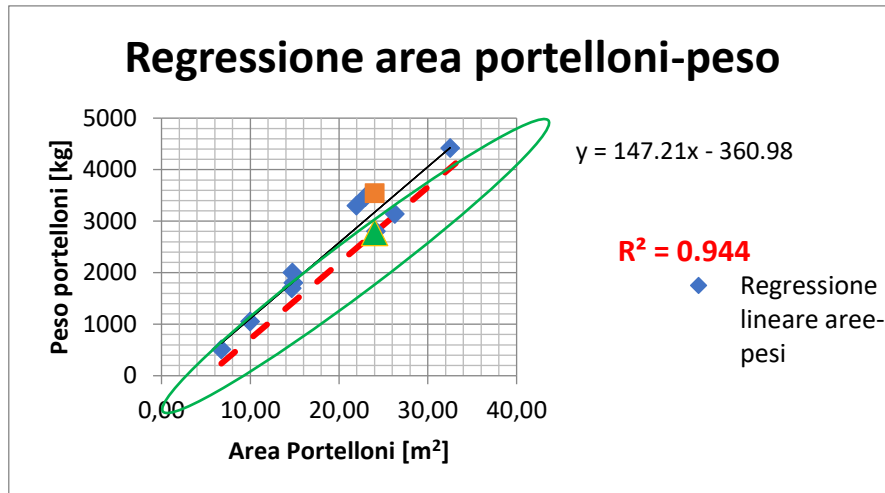 Regressione area portelloni-peso
5000
4000
3000
2000
1000
0
0,00
10,00
20,00
30,00
40,00
Peso portelloni [kg]
Area Portelloni [m²]
y = 147.21x - 360.98
R² = 0.944
Regressione
lineare aree-
pesi